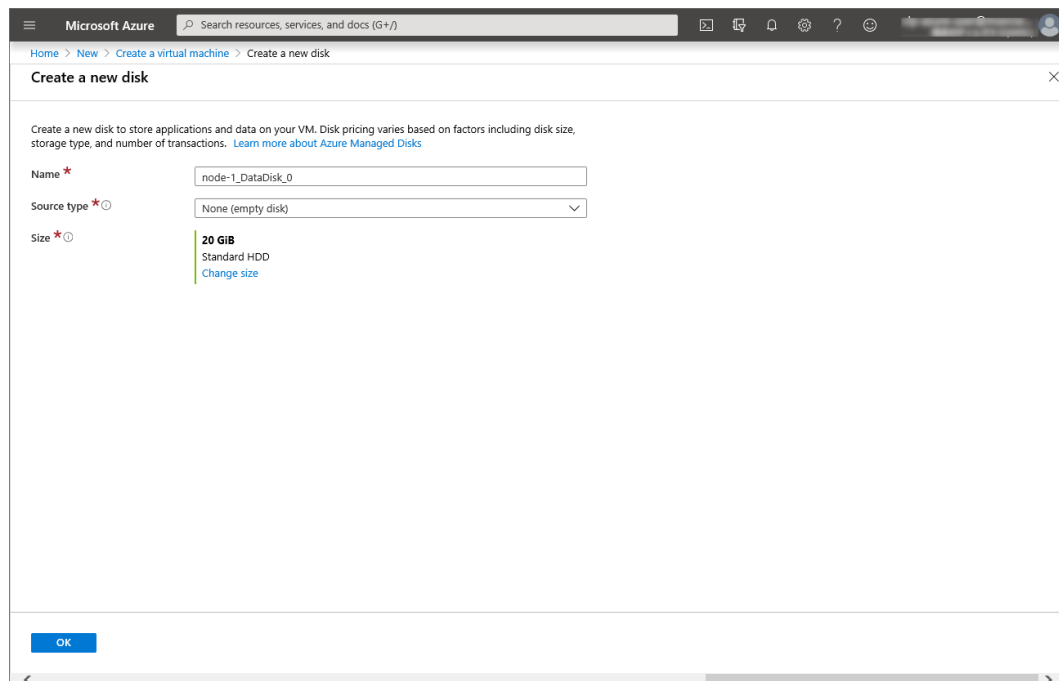 Microsoft Azure
Search resources, services, and docs (G+/)
Home > New > Create a virtual machine > Create a new disk
Create a new disk
Create a new disk to store applications and data on your VM. Disk pricing varies based on factors including disk size,
storage type, and number of transactions. Learn more about Azure Managed Disks
Name *
node-1_DataDisk_0
Source type *
None (empty disk)
Size *
20 GiB
Standard HDD
Change size
OK